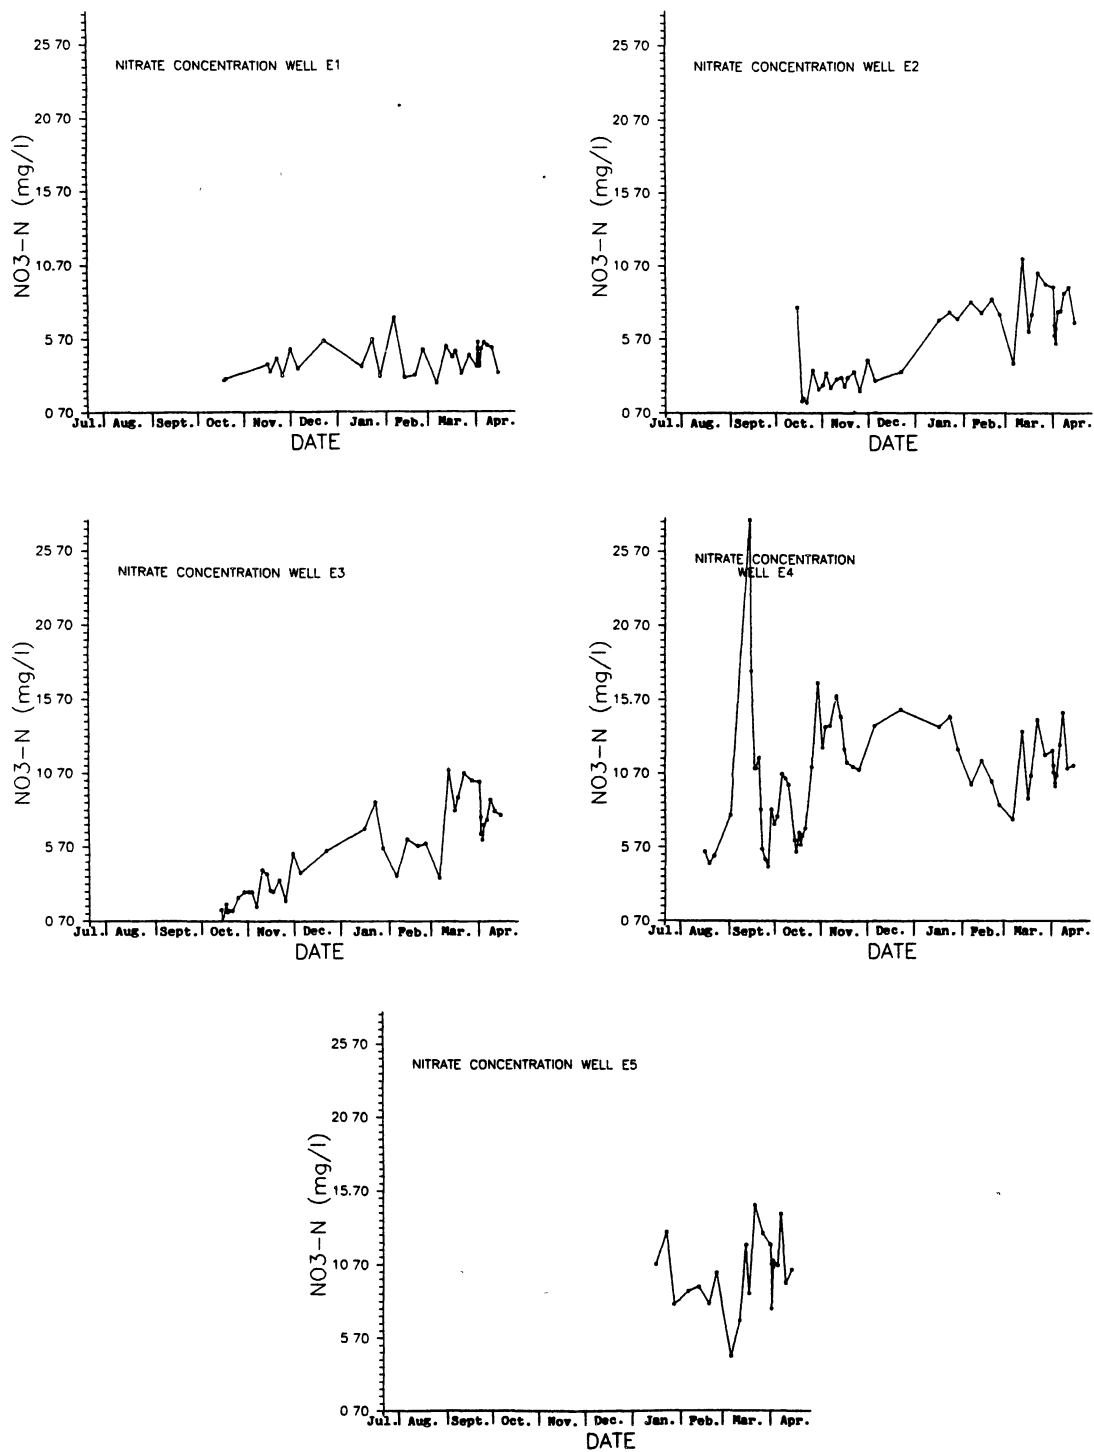 NITRATE CONCENTRATION WELL E1
NO3-N (mg/l)
25 70
20 70
15 70
10.70
5 70
0 70
Jul. Aug. Sept. Oct. Nov. Dec. Jan. Feb. Mar. Apr.
DATE
NITRATE CONCENTRATION WELL E2
NO3-N (mg/l)
25 70
20 70
15 70
10.70
5 70
0 70
Jul. Aug. Sept. Oct. Nov. Dec. Jan. Feb. Mar. Apr.
DATE
NITRATE CONCENTRATION WELL E3
NO3-N (mg/l)
25 70
20 70
15 70
10 70
5 70
0 70
Jul. Aug. Sept. Oct. Nov. Dec. Jan. Feb. Mar. Apr.
DATE
NITRATE CONCENTRATION
WELL E4
NO3-N (mg/l)
25 70
20 70
15 70
10 70
5 70
0 70
Jul. Aug. Sept. Oct. Nov. Dec. Jan. Feb. Mar. Apr.
DATE
NITRATE CONCENTRATION WELL E5
NO3-N (mg/l)
25 70
20 70
15.70
10 70
5 70
0 70
Jul. Aug. Sept. Oct. Nov. Dec. Jan. Feb. Mar. Apr.
DATE